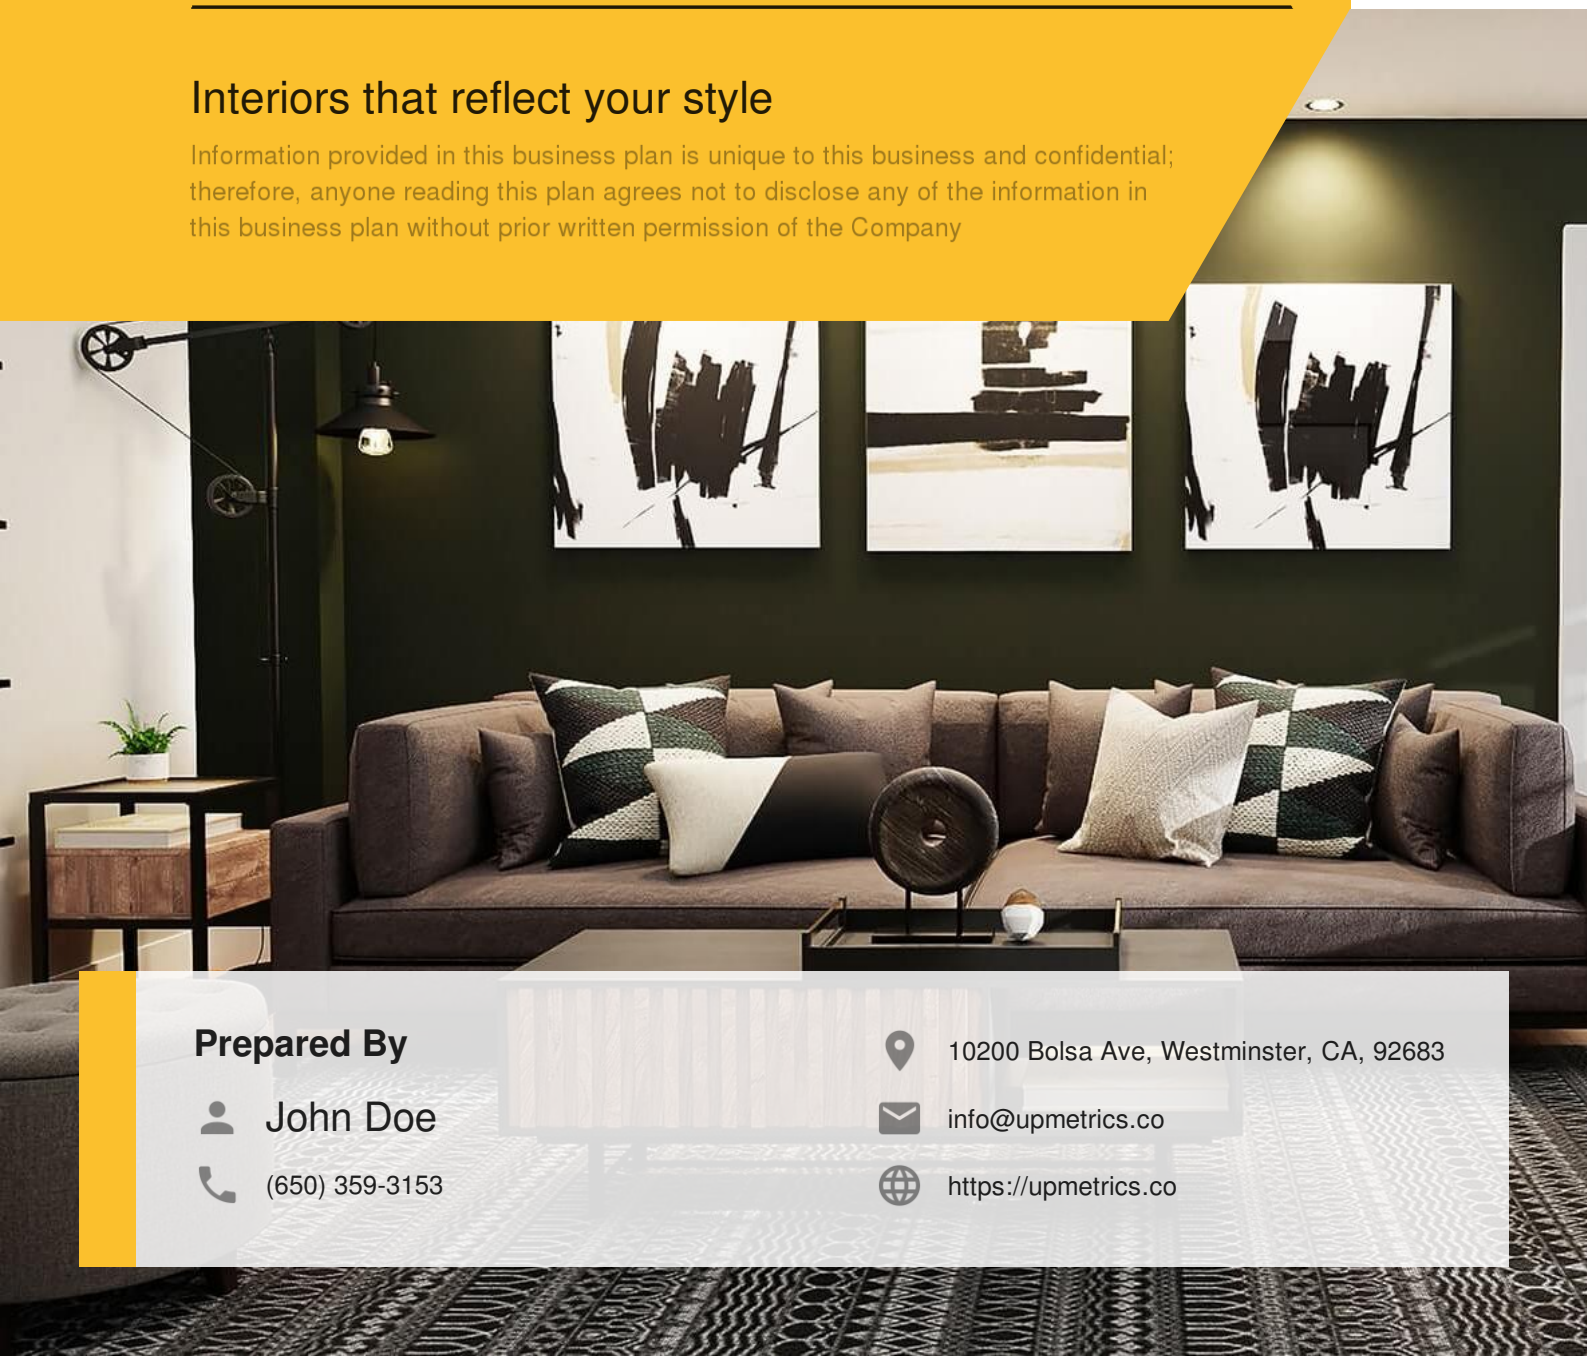 Interiors that reflect your style
Information provided in this business plan is unique to this business and confidential;
therefore, anyone reading this plan agrees not to disclose any of the information in
this business plan without prior written permission of the Company
Prepared By
John Doe
(650) 359-3153
10200 Bolsa Ave, Westminster, CA, 92683
info@upmetrics.co
https://upmetrics.co